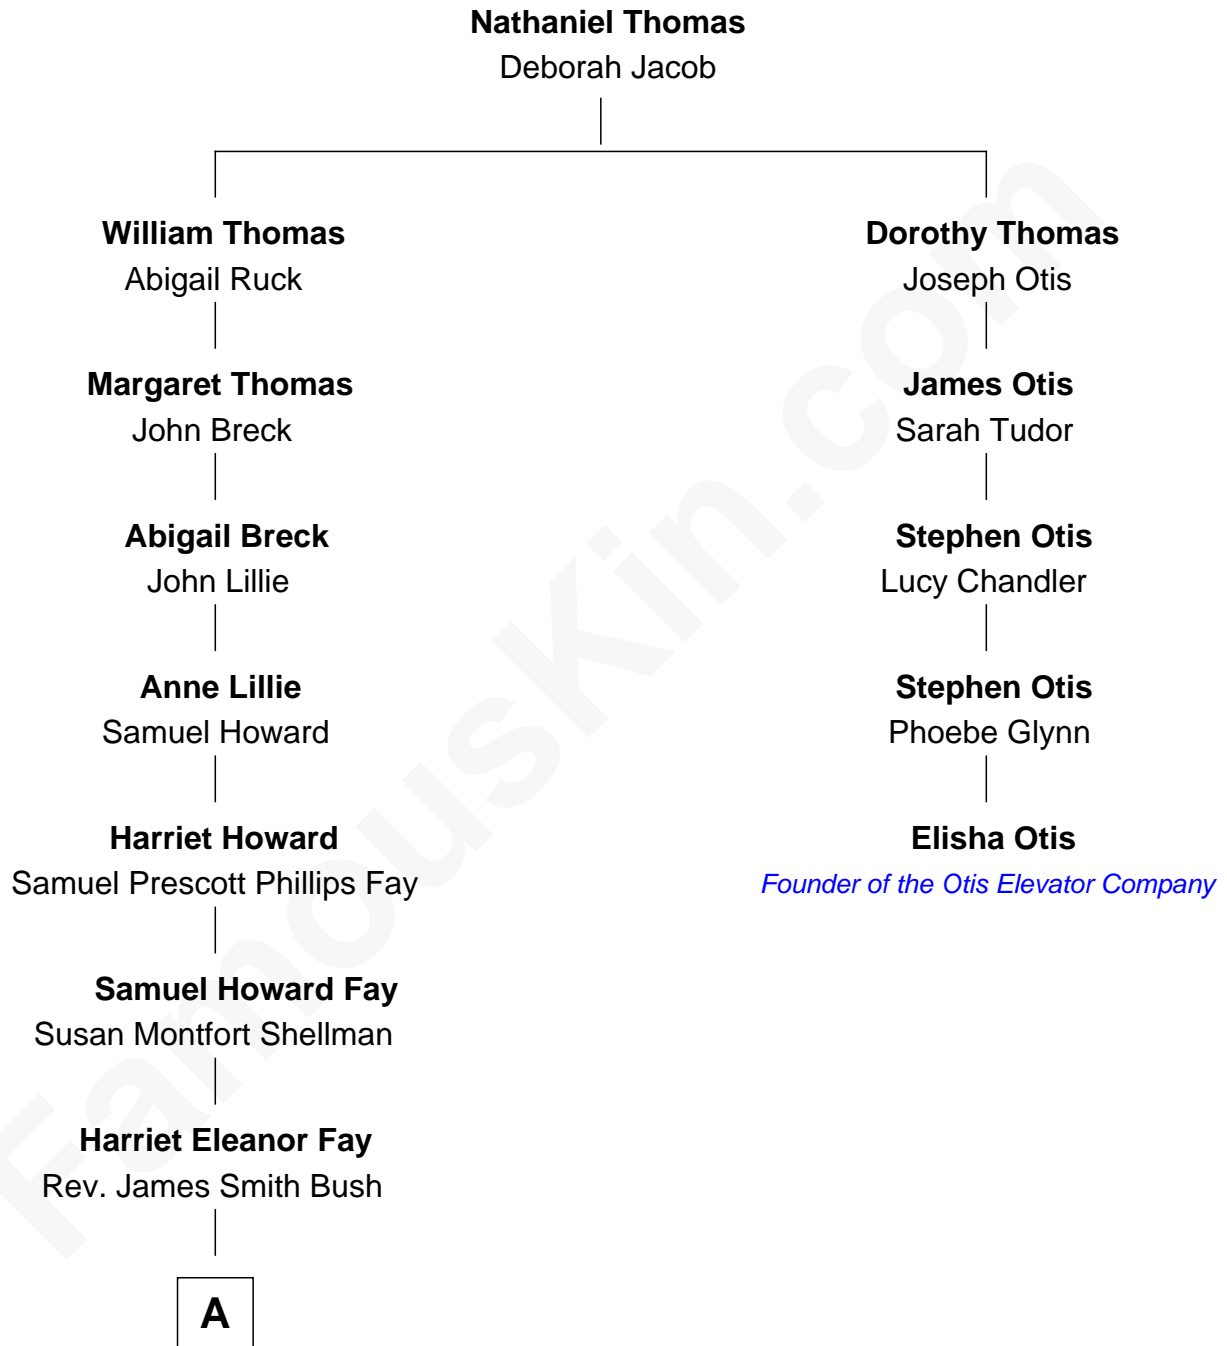 Nathaniel Thomas
Deborah Jacob
William Thomas
Abigail Ruck
Dorothy Thomas
Joseph Otis
Margaret Thomas
John Breck
James Otis
Sarah Tudor
Abigail Breck
John Lillie
Stephen Otis
Lucy Chandler
Anne Lillie
Samuel Howard
Stephen Otis
Phoebe Glynn
Harriet Howard
Samuel Prescott Phillips Fay
Elisha Otis
Founder of the Otis Elevator Company
Samuel Howard Fay
Susan Montfort Shellman
Harriet Eleanor Fay
Rev. James Smith Bush
A
FamousKin.com